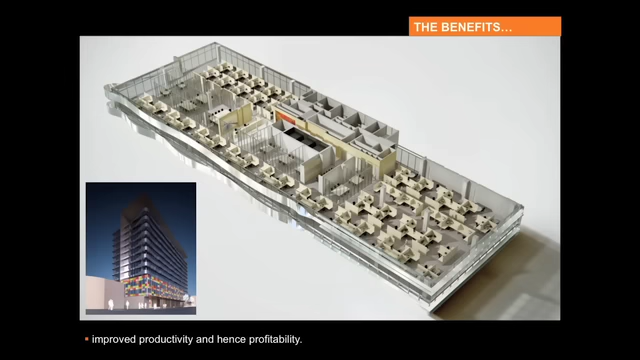 THE BENEFITS...
improved productivity and hence profitability.